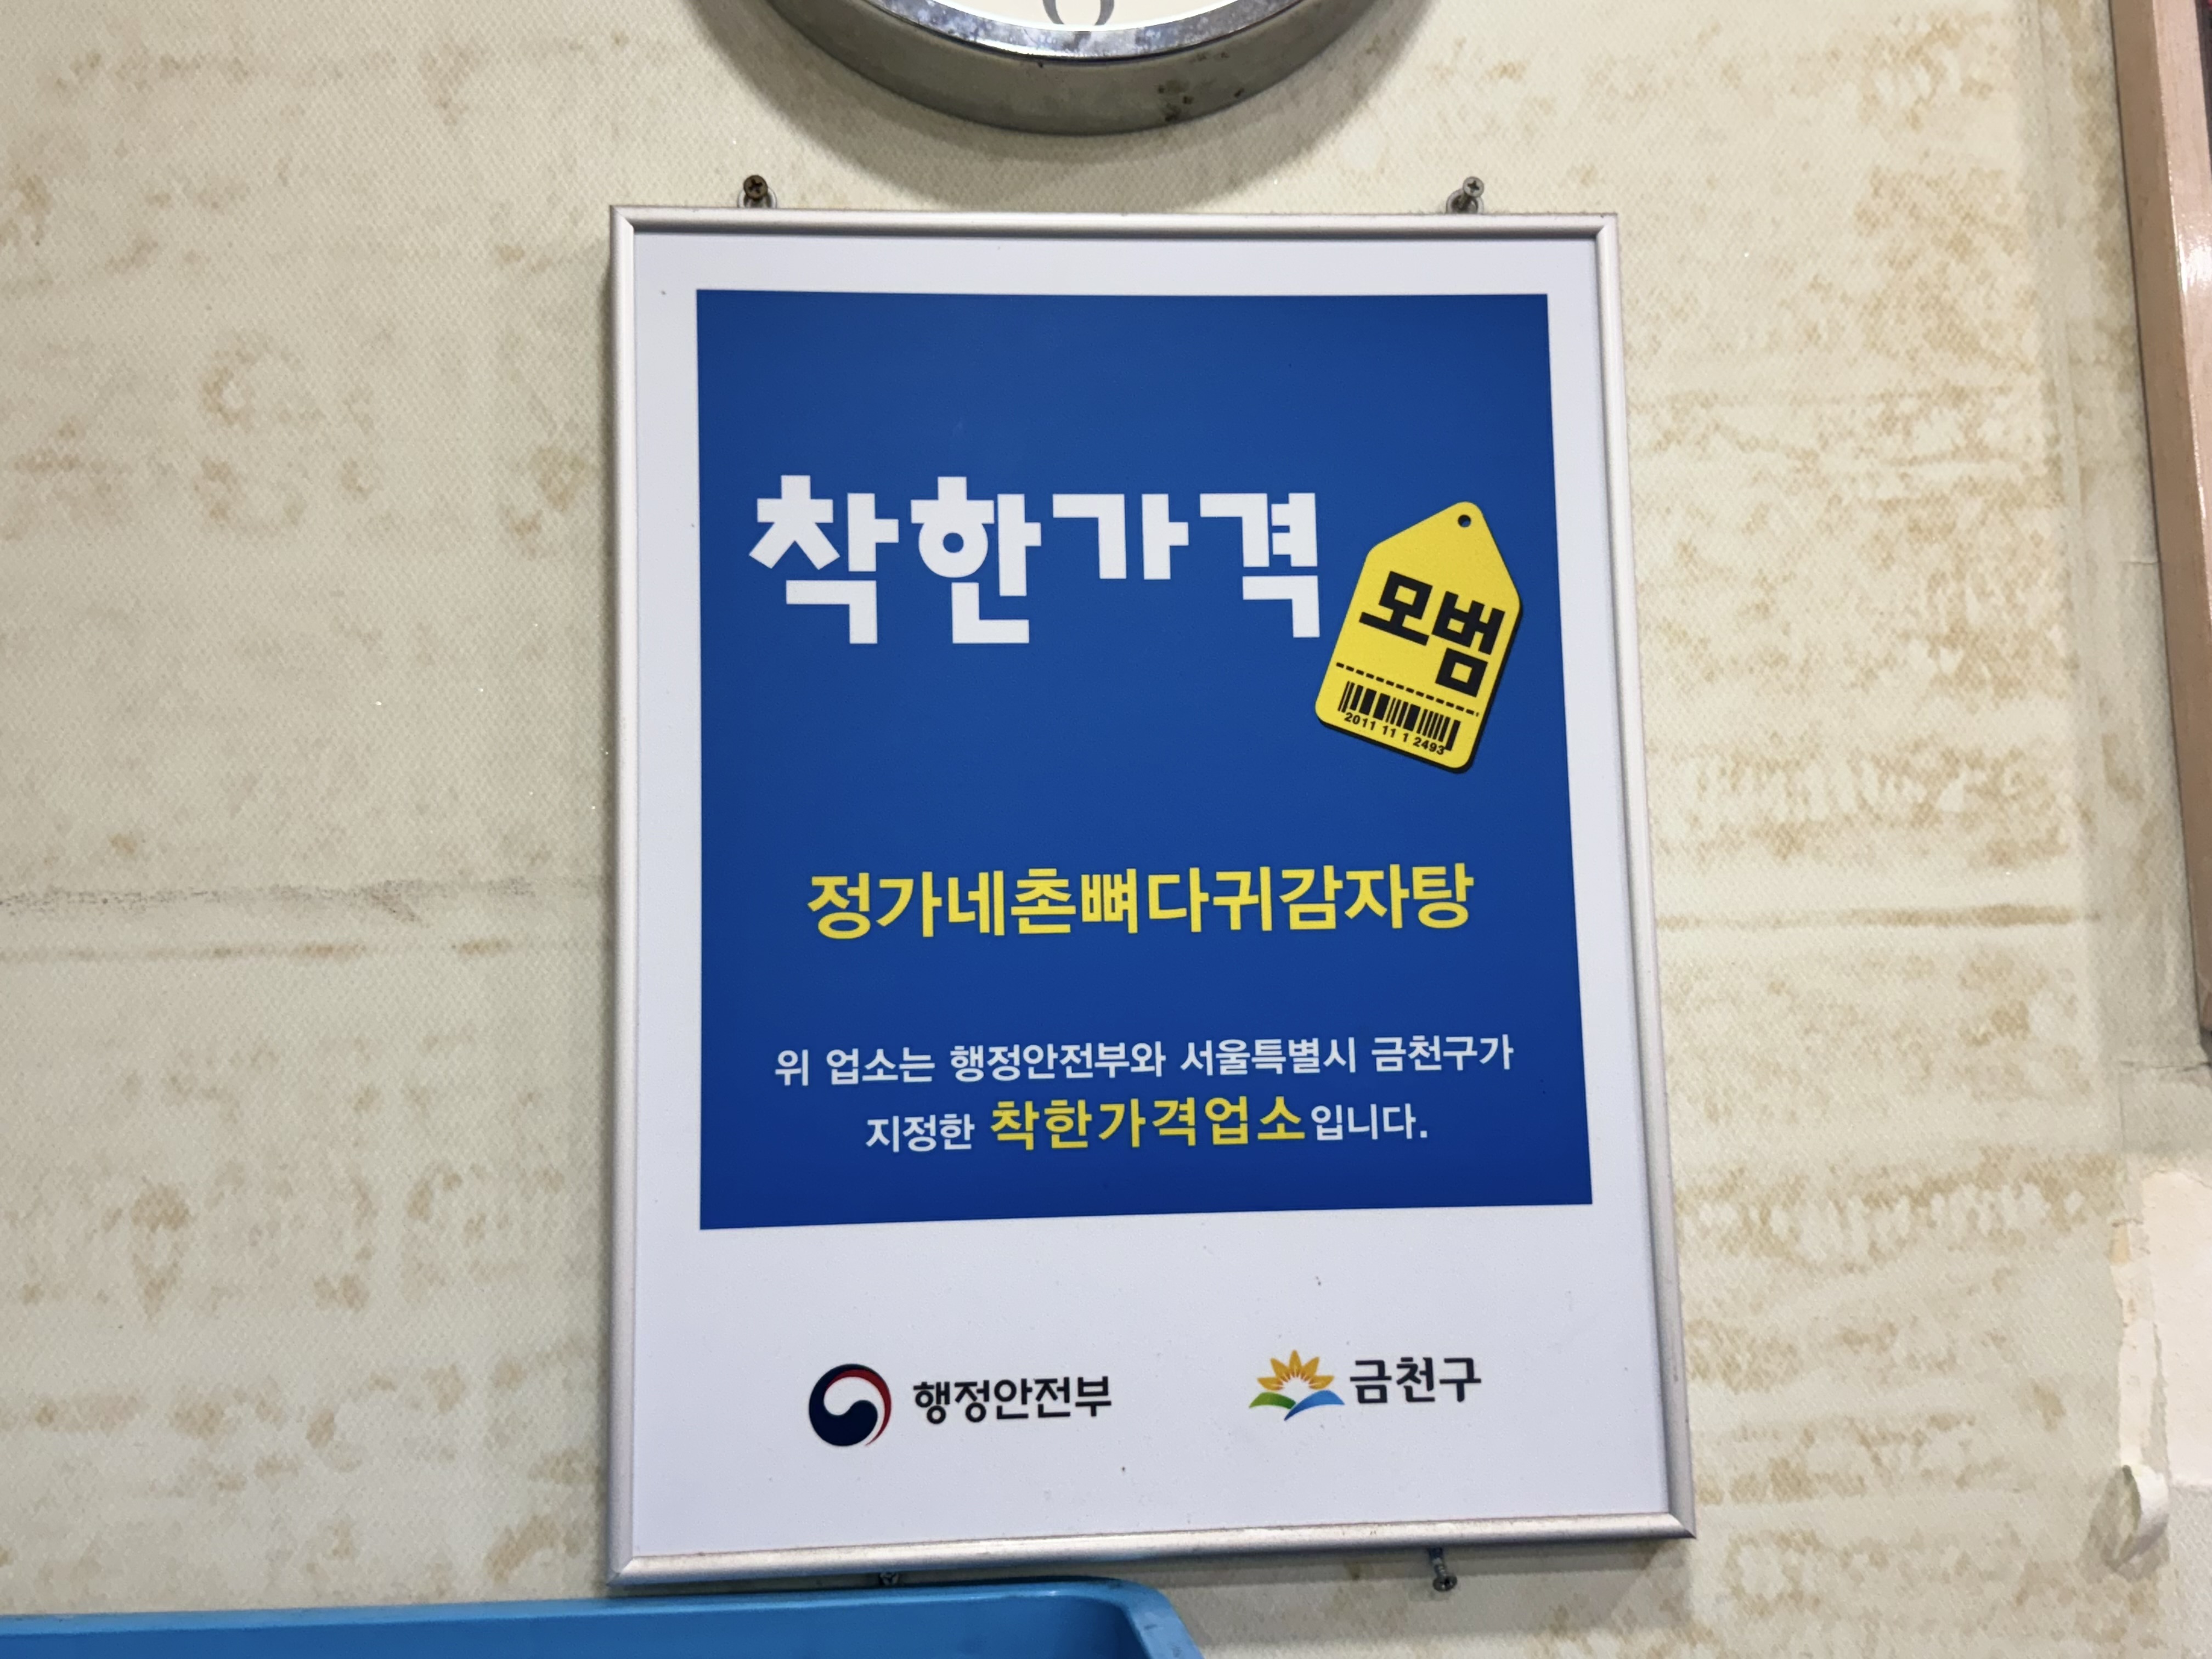 착한가격
모범
2011 11 1 2493
정가네촌뼈다귀감자탕
위 업소는 행정안전부와 서울특별시 금천구가
지정한 착한가격업소입니다.
행정안전부
금천구